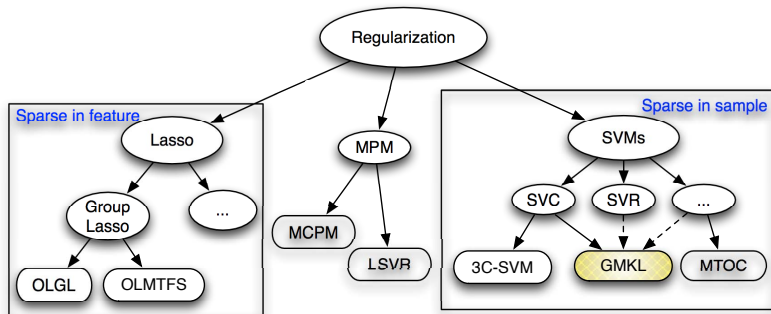 Regularization
Sparse in feature
Sparse in sample
Lasso
MPM
SVMs
Group
Lasso
...
SVC
SVR
...
MCPM
LSVR
OLGL
OLMTFS
3C-SVM
GMKL
MTOC